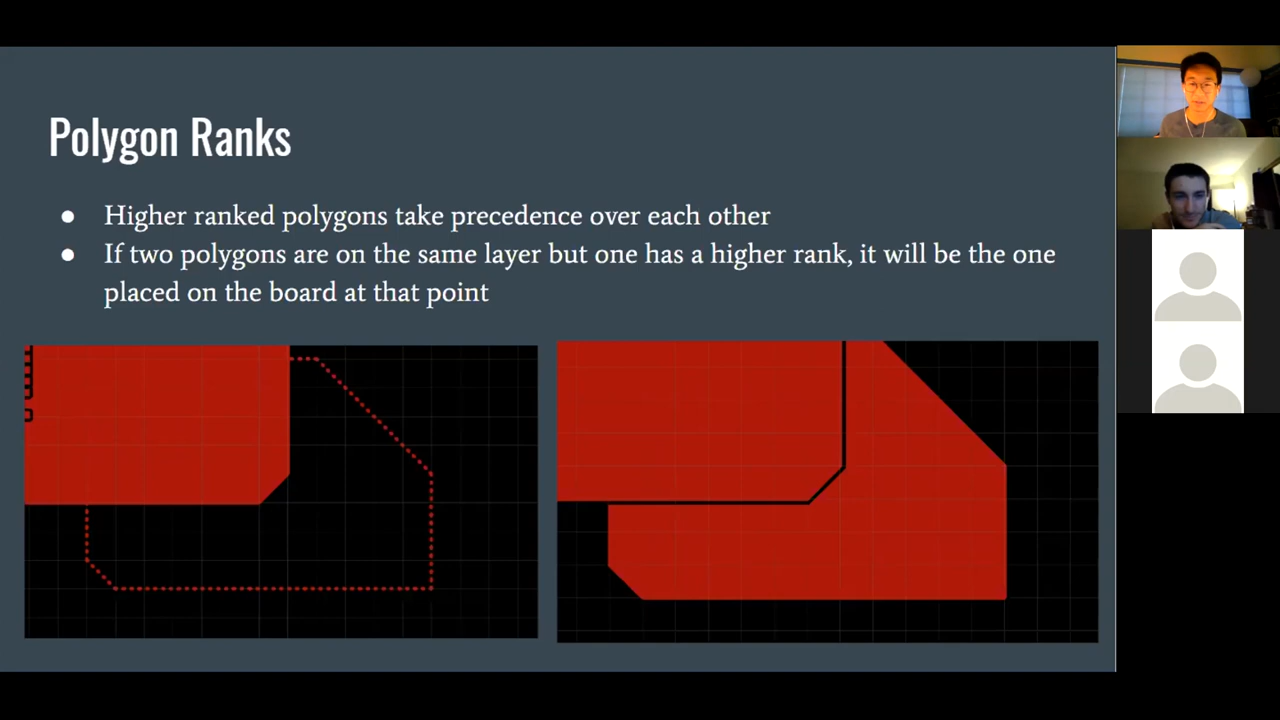 Polygon Ranks
● Higher ranked polygons take precedence over each other
● If two polygons are on the same layer but one has a higher rank, it will be the one
placed on the board at that point